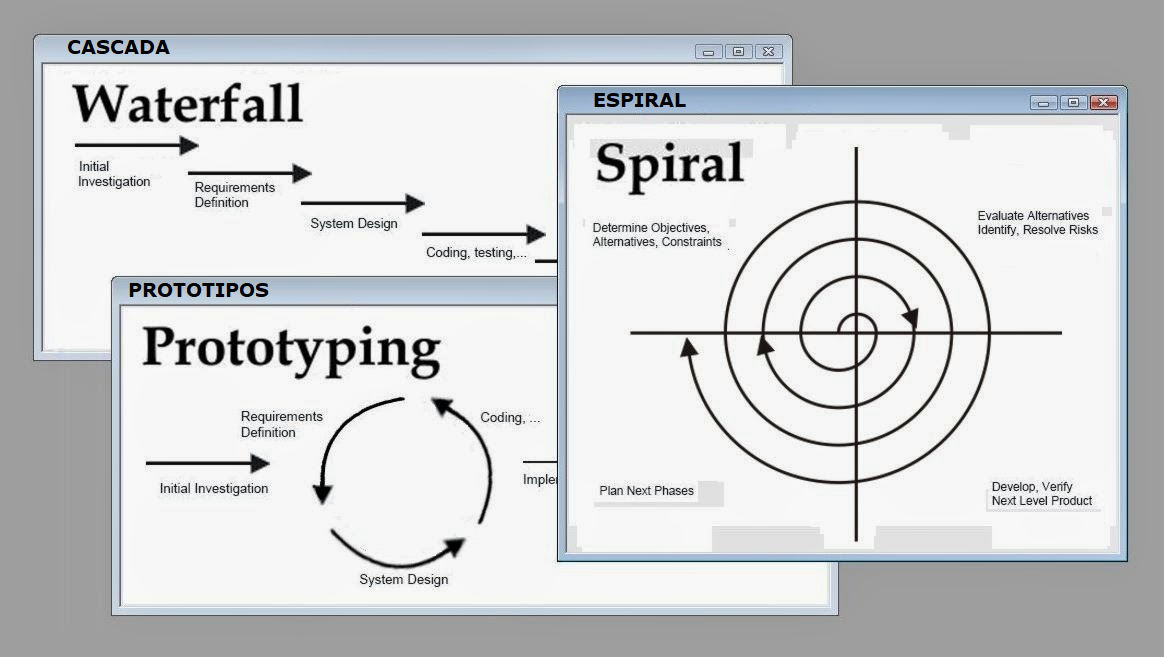 CASCADA
Waterfall
Initial
Investigation
Requirements
Definition
System Design
Coding, testing,...
ESPIRAL
Spiral
Determine Objectives,
Alternatives, Constraints
Evaluate Alternatives
Identify, Resolve Risks
Plan Next Phases
Develop, Verify
Next Level Product
PROTOTIPOS
Prototyping
Requirements
Definition
Coding, ...
Initial Investigation
System Design